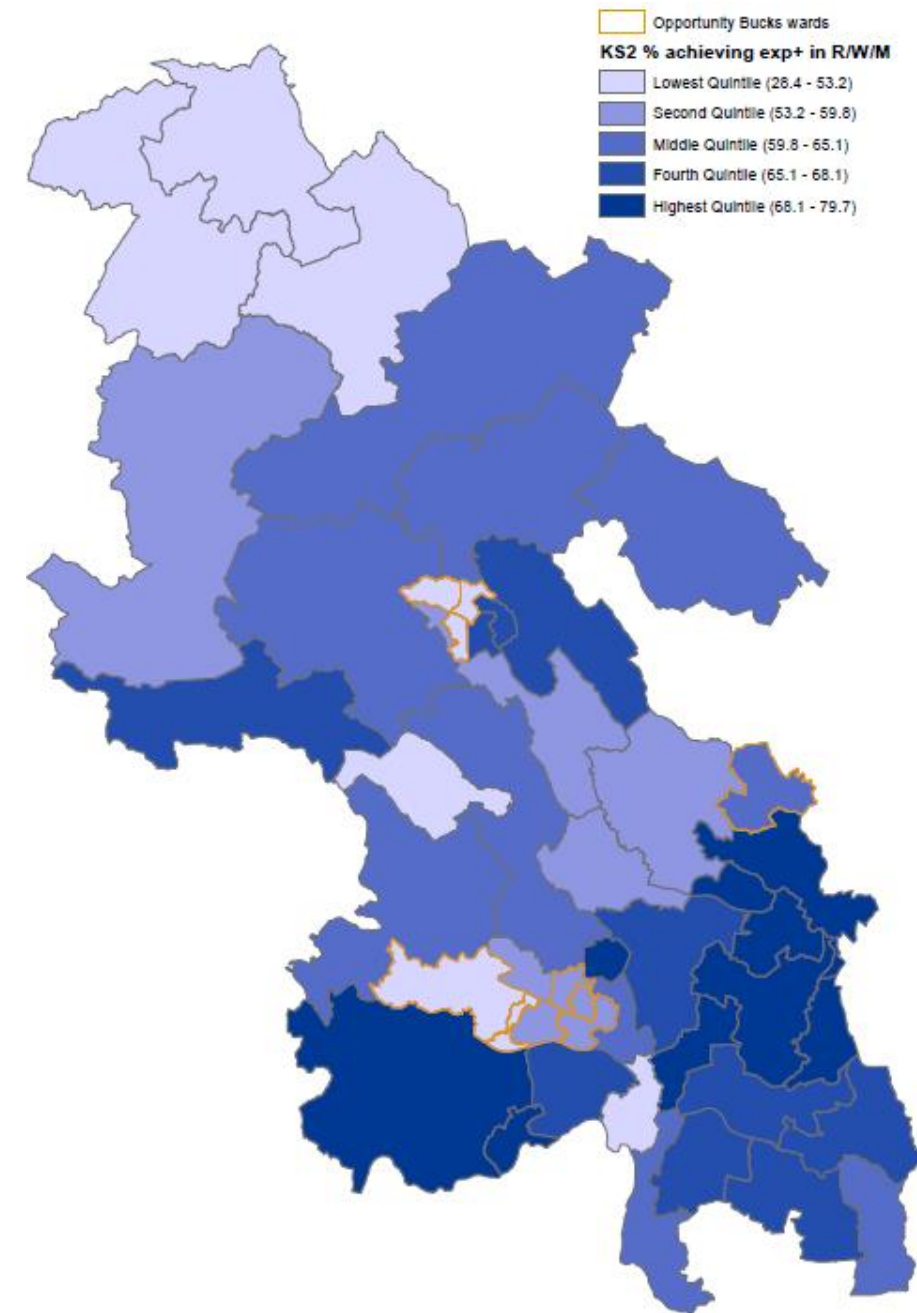 Opportunity Bucks wards
KS2 % achieving exp+ in R/W/M
Lowest Quintile (28.4 - 53.2)
Second Quintile (53.2 - 59.8)
Middle Quintile (59.8 - 65.1)
Fourth Quintile (65.1 - 68.1)
Highest Quintile (68.1 - 79.7)